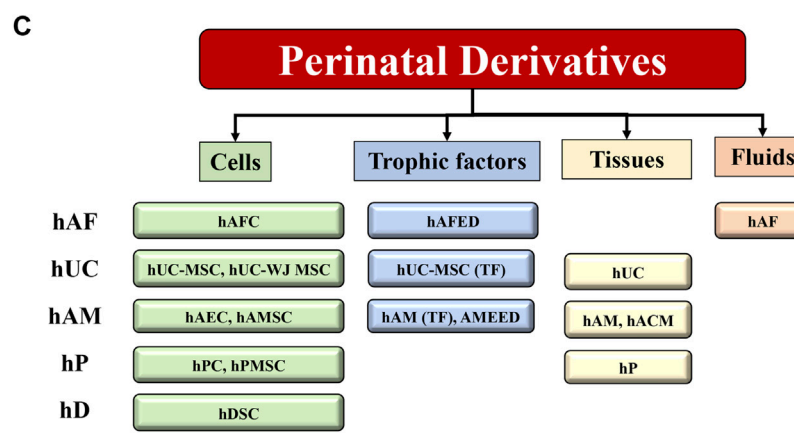 C
Perinatal Derivatives
Cells Trophic factors Tissues Fluids
hAF hAFC hAFED hAF
hUC hUC-MSC, hUC-WJ MSC hUC-MSC (TF) hUC
hAM hAEC, hAMSC hAM (TF), AMEED hAM, hACM
hP hPC, hPMSC hP
hD hDSC